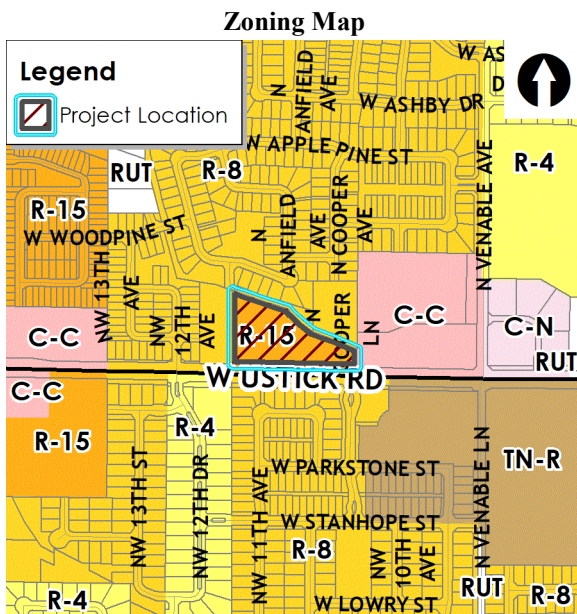 Zoning Map
Legend
Project Location
W AS
D
N ANFIELD AVE
W ASHBY DR
W APPLE PINE ST
N VENABLE AVE
R-4
RUT
R-8
R-15
W WOODPINE ST
N ANFIELD AVE
N COOPER AVE
NW 13TH AVE
NW 12TH AVE
C-C
R-15
N COOPER LN
C-C
C-N
RUT
W USTICK RD
C-C
R-15
R-4
W PARKSTONE ST
TN-R
NW 13TH ST
NW 12TH DR
NW 11TH AVE
W STANHOPE ST
R-8
NW 10TH AVE
N VENABLE LN
RUT
R-8
R-4
W LOWRY ST